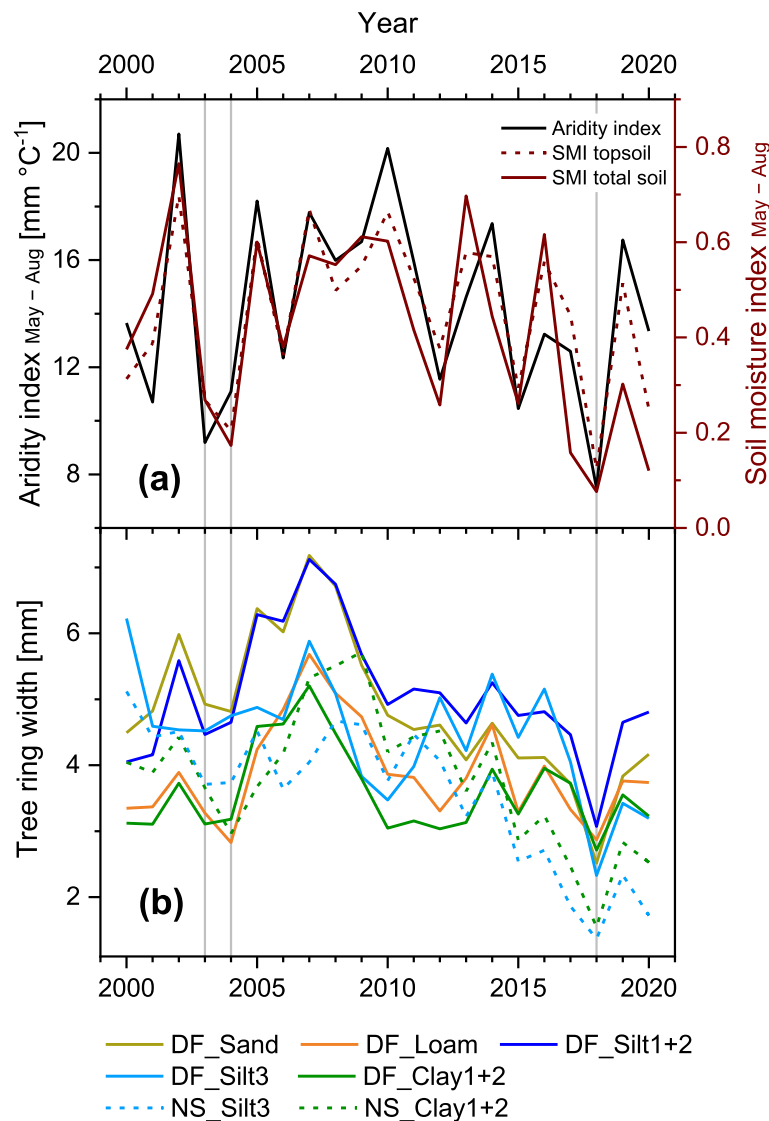 Year
2000 2005 2010 2015 2020
Aridity index
SMI topsoil
SMI total soil
Aridity index May – Aug [mm °C⁻¹]
20
16
12
8
Soil moisture index May – Aug
0.8
0.6
0.4
0.2
0.0
(a)
Tree ring width [mm]
6
4
2
(b)
2000 2005 2010 2015 2020
DF_Sand DF_Loam DF_Silt1+2
DF_Silt3 DF_Clay1+2
NS_Silt3 NS_Clay1+2